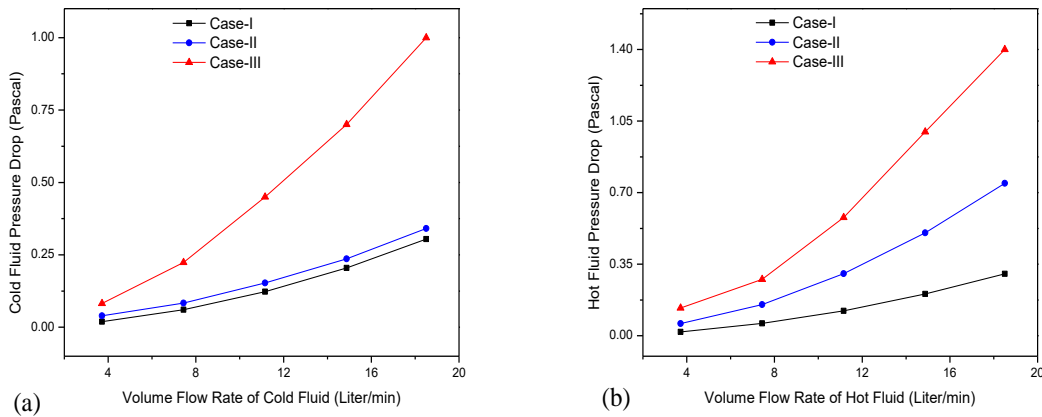 Case-I
Case-II
Case-III
1.00
0.75
0.50
0.25
0.00
Cold Fluid Pressure Drop (Pascal)
4
8
12
16
20
Volume Flow Rate of Cold Fluid (Liter/min)
(a)
Case-I
Case-II
Case-III
1.40
1.05
0.70
0.35
0.00
Hot Fluid Pressure Drop (Pascal)
4
8
12
16
20
Volume Flow Rate of Hot Fluid (Liter/min)
(b)